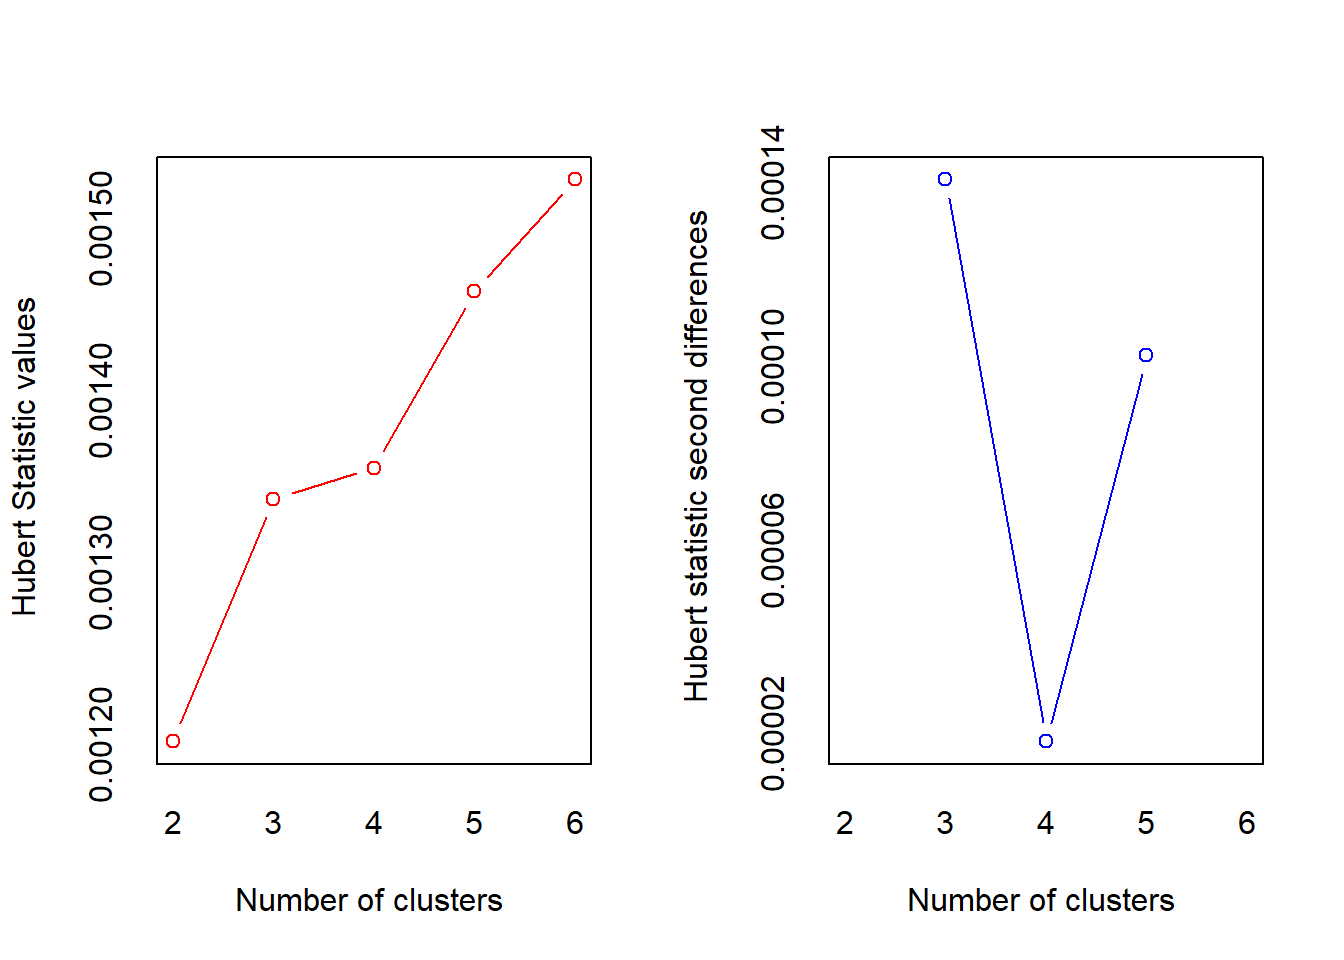 Hubert Statistic values
0.00120
0.00130
0.00140
0.00150
2 3 4 5 6
Number of clusters
Hubert statistic second differences
0.00002
0.00006
0.00010
0.00014
2 3 4 5 6
Number of clusters